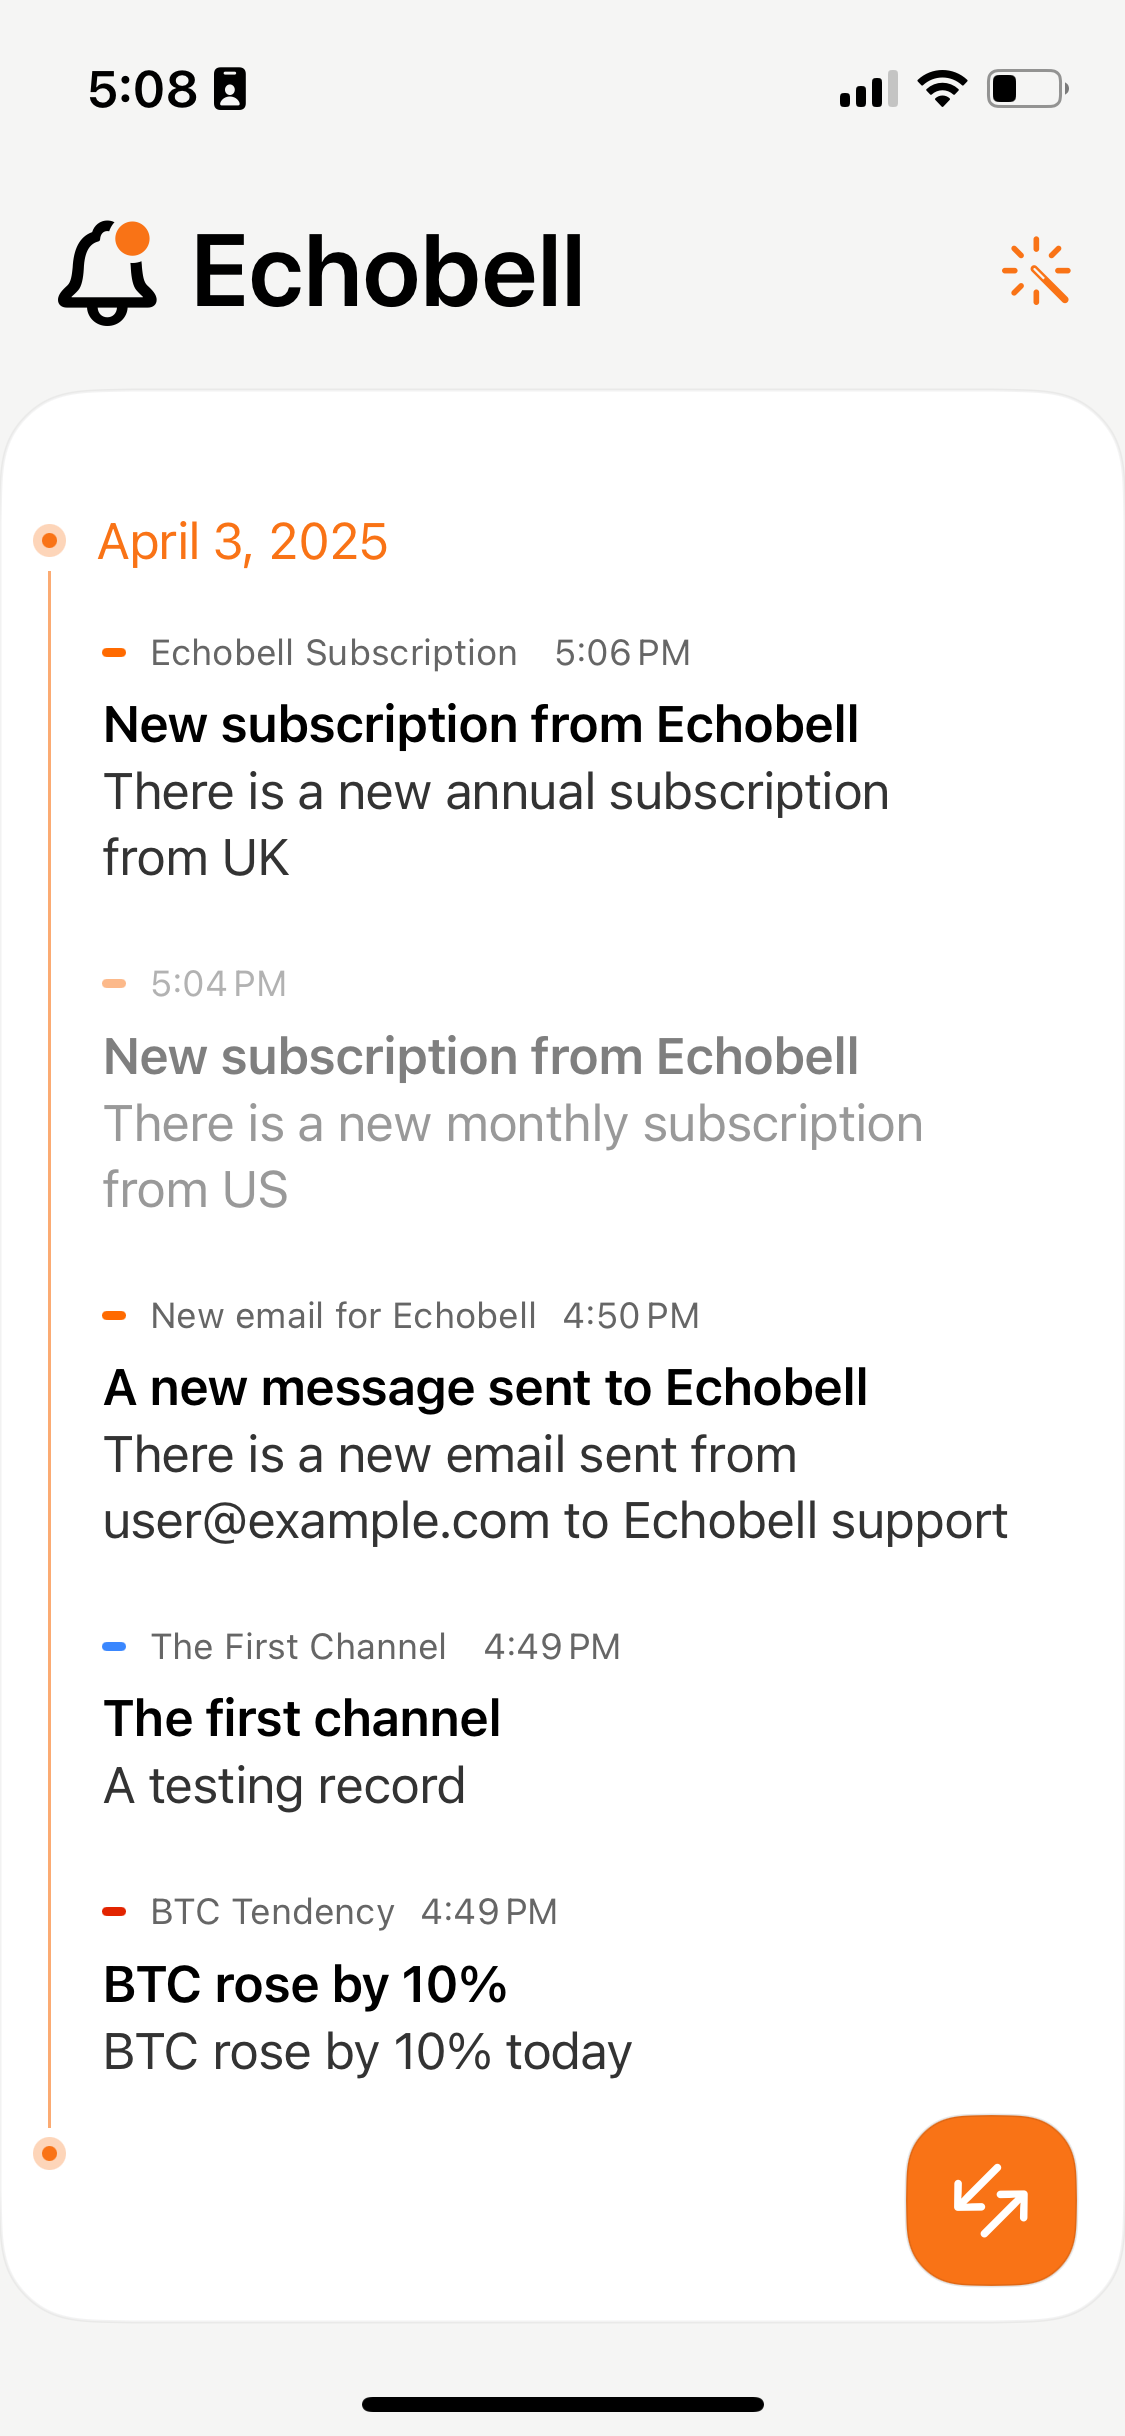 5:08
Echobell
April 3, 2025
Echobell Subscription 5:06 PM
New subscription from Echobell
There is a new annual subscription
from UK
5:04 PM
New subscription from Echobell
There is a new monthly subscription
from US
New email for Echobell 4:50 PM
A new message sent to Echobell
There is a new email sent from
user@example.com to Echobell support
The First Channel 4:49 PM
The first channel
A testing record
BTC Tendency 4:49 PM
BTC rose by 10%
BTC rose by 10% today